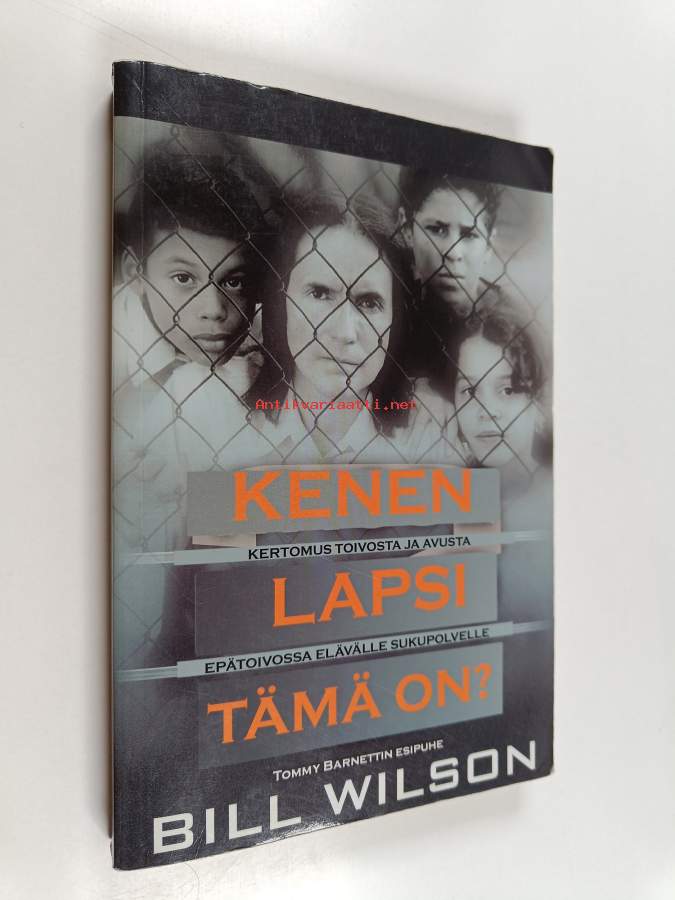 Antikvariaatti.net
KENEN
KERTOMUS TOIVOSTA JA AVUSTA
LAPSI
EPÄTOIVOSSA ELÄVÄLLE SUKUPOLVELLE
TÄMÄ ON?
TOMMY BARNETTIN ESIPUHE
BILL WILSON